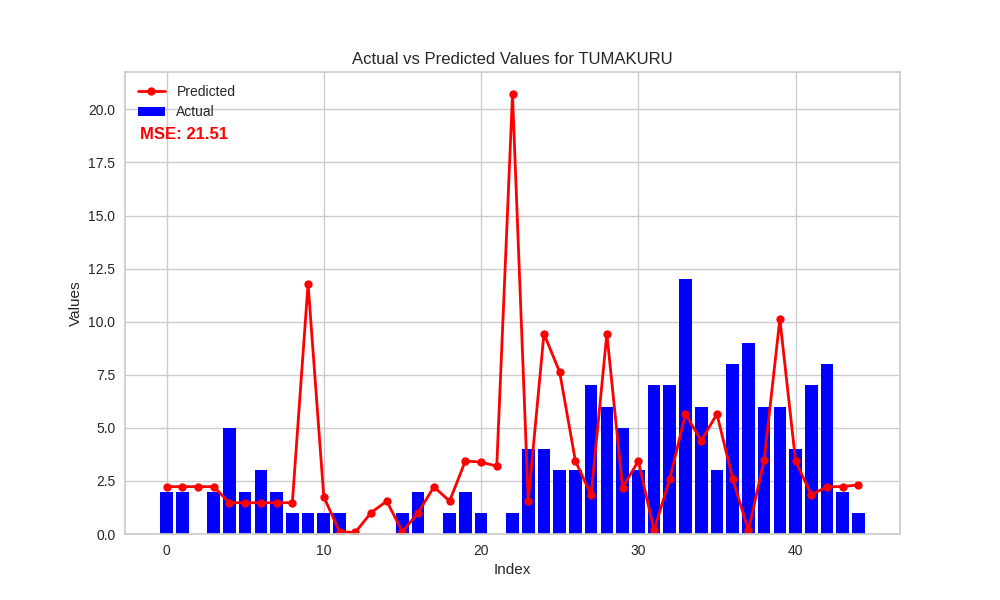 Actual vs Predicted Values for TUMAKURU
Predicted
Actual
MSE: 21.51
20.0
17.5
15.0
12.5
10.0
7.5
5.0
2.5
0.0
Values
0 10 20 30 40
Index